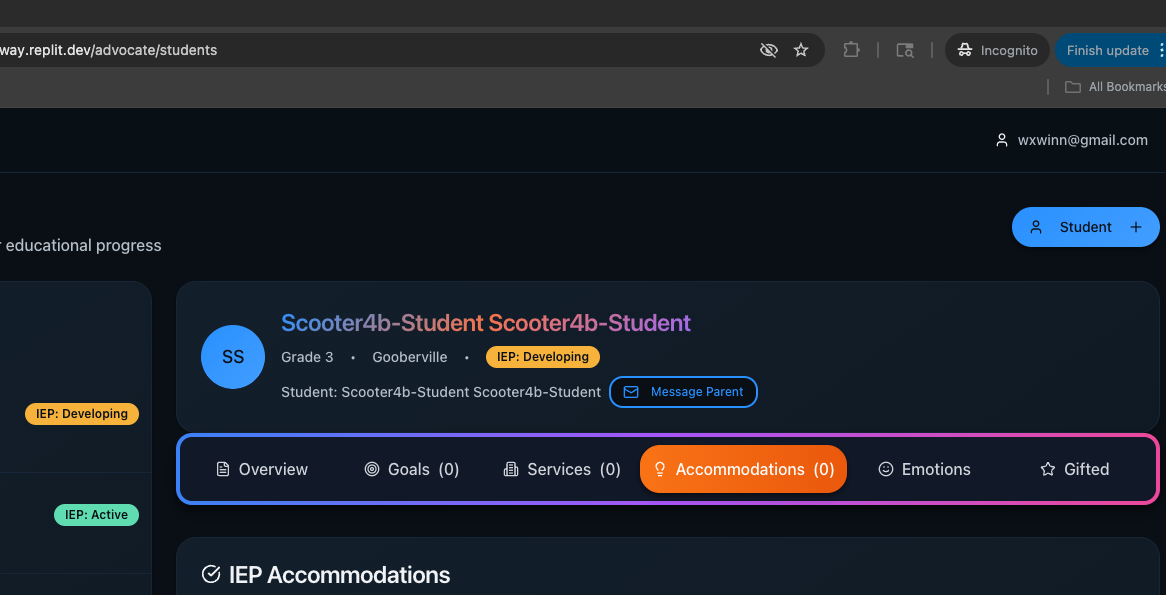 way.replit.dev/advocate/students
Incognito
Finish update
All Bookmarks
wxwinn@gmail.com
Student
educational progress
Scooter4b-Student Scooter4b-Student
SS
Grade 3 • Gooberville • IEP: Developing
Student: Scooter4b-Student Scooter4b-Student Message Parent
IEP: Developing
Overview Goals (0) Services (0) Accommodations (0) Emotions Gifted
IEP: Active
IEP Accommodations